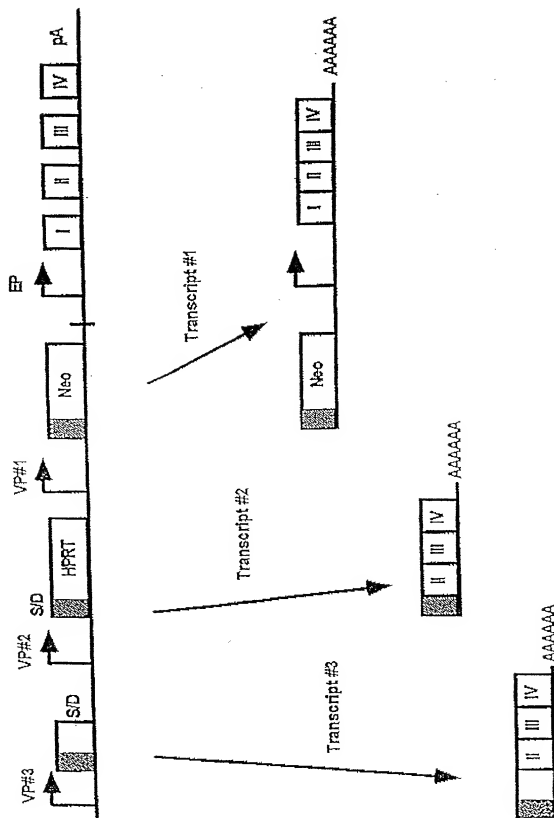 VP#3 S/D VP#2 S/D VP#1 EP pA
HPRT Neo I II III IV
Transcript #3 Transcript #2 Transcript #1
Neo I II III IV AAAAAA
II III IV AAAAAA
II III IV AAAAAA